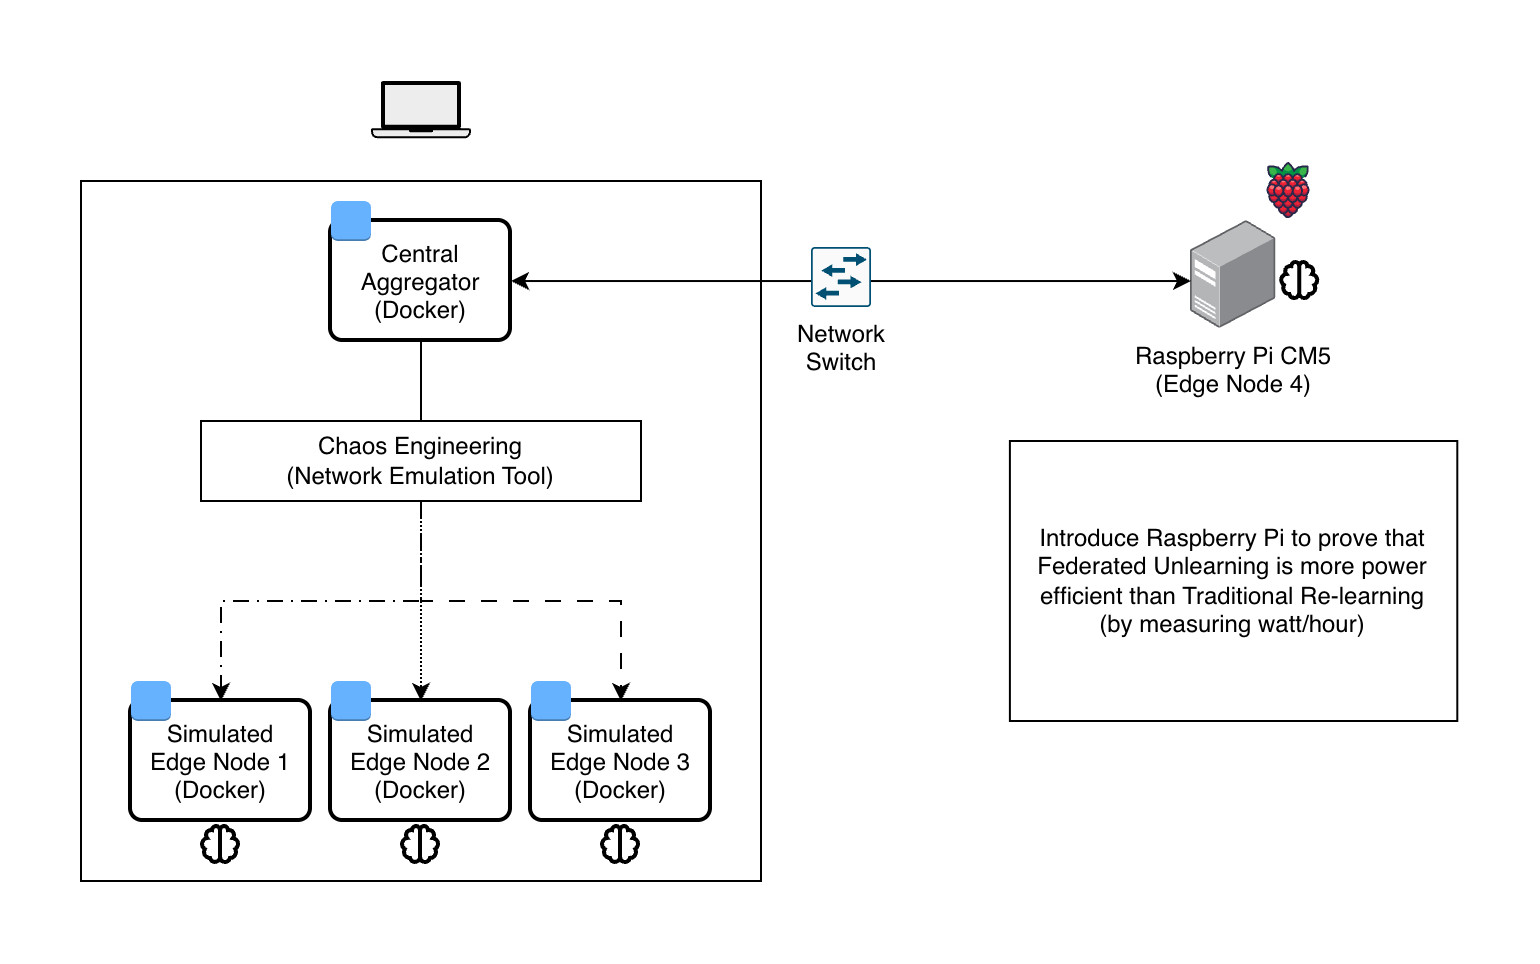 Central
Aggregator
(Docker)
Network
Switch
Raspberry Pi CM5
(Edge Node 4)
Chaos Engineering
(Network Emulation Tool)
Introduce Raspberry Pi to prove that
Federated Unlearning is more power
efficient than Traditional Re-learning
(by measuring watt/hour)
Simulated
Edge Node 1
(Docker)
Simulated
Edge Node 2
(Docker)
Simulated
Edge Node 3
(Docker)